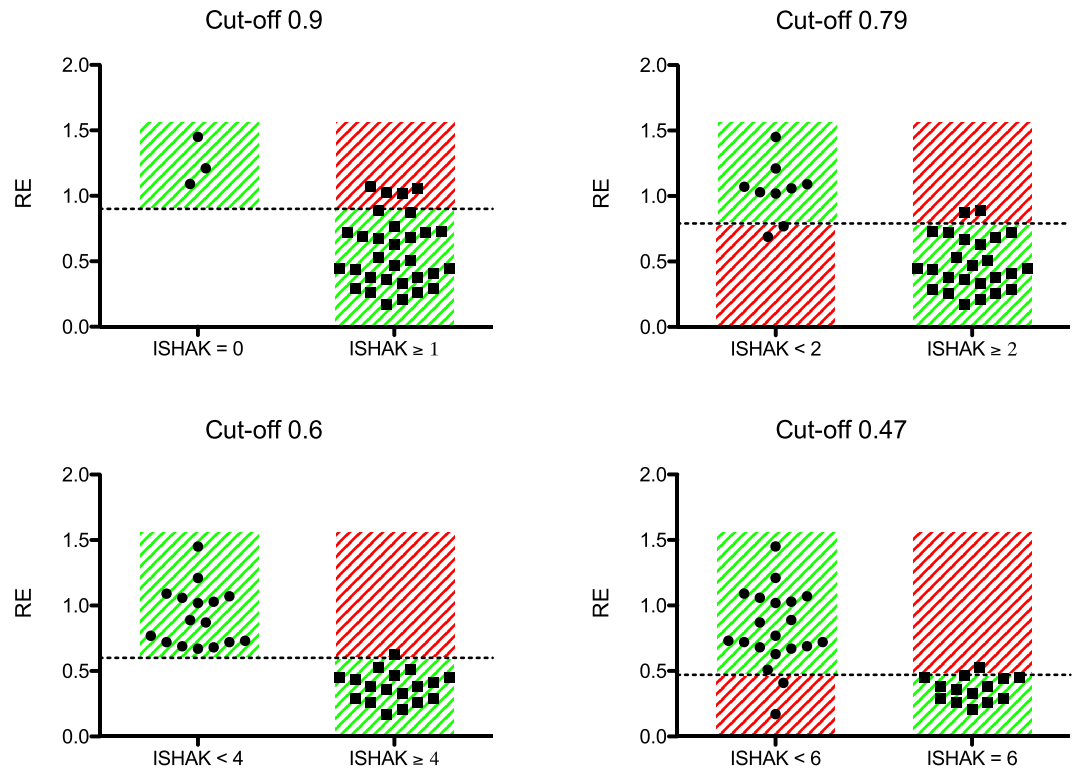 Cut-off 0.9
2.0
1.5
1.0
0.5
0.0
RE
ISHAK = 0
ISHAK ≥ 1
Cut-off 0.79
2.0
1.5
1.0
0.5
0.0
RE
ISHAK < 2
ISHAK ≥ 2
Cut-off 0.6
2.0
1.5
1.0
0.5
0.0
RE
ISHAK < 4
ISHAK ≥ 4
Cut-off 0.47
2.0
1.5
1.0
0.5
0.0
RE
ISHAK < 6
ISHAK = 6